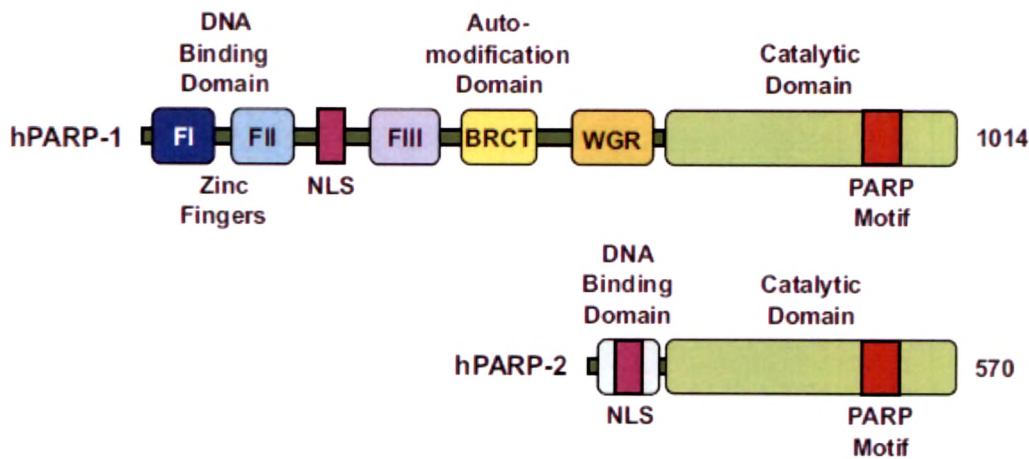 DNA
Binding
Domain
Auto-
modification
Domain
Catalytic
Domain
hPARP-1
FI
FII
FIII
BRCT
WGR
1014
Zinc
Fingers
NLS
PARP
Motif
DNA
Binding
Domain
Catalytic
Domain
hPARP-2
570
NLS
PARP
Motif